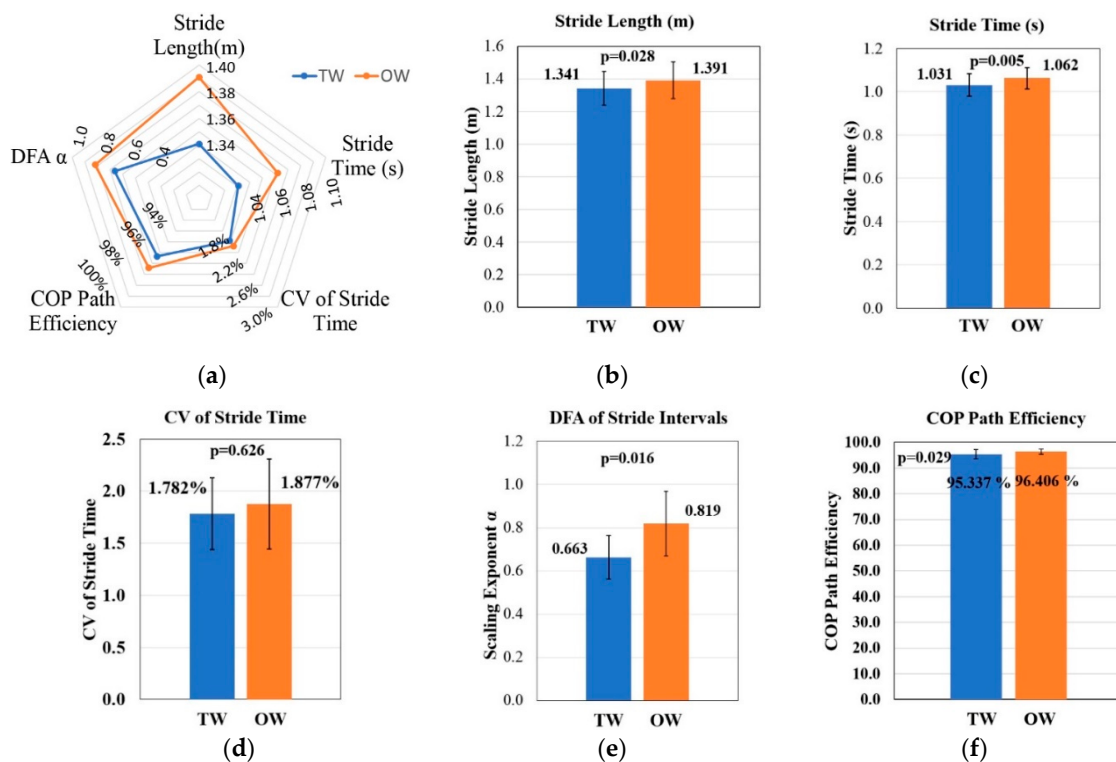 Stride
Length(m)
1.40
1.38
1.36
1.34
TW
OW
Stride
Time (s)
1.10
1.08
1.06
1.04
CV of Stride
Time
3.0%
2.6%
2.2%
1.8%
COP Path
Efficiency
100%
98%
96%
94%
DFA α
1.0
0.8
0.6
0.4
(a)
Stride Length (m)
Stride Length (m)
1.6
1.4
1.2
1.0
0.8
0.6
0.4
0.2
0.0
p=0.028
1.341
1.391
TW
OW
(b)
Stride Time (s)
Stride Time (s)
1.2
1.0
0.8
0.6
0.4
0.2
0.0
p=0.005
1.031
1.062
TW
OW
(c)
CV of Stride Time
CV of Stride Time
2.5
2.0
1.5
1.0
0.5
0.0
p=0.626
1.782%
1.877%
TW
OW
(d)
DFA of Stride Intervals
Scaling Exponent α
1.2
1.0
0.8
0.6
0.4
0.2
0.0
p=0.016
0.663
0.819
TW
OW
(e)
COP Path Efficiency
COP Path Efficiency
100.0
90.0
80.0
70.0
60.0
50.0
40.0
30.0
20.0
10.0
0.0
p=0.029
95.337 %
96.406 %
TW
OW
(f)